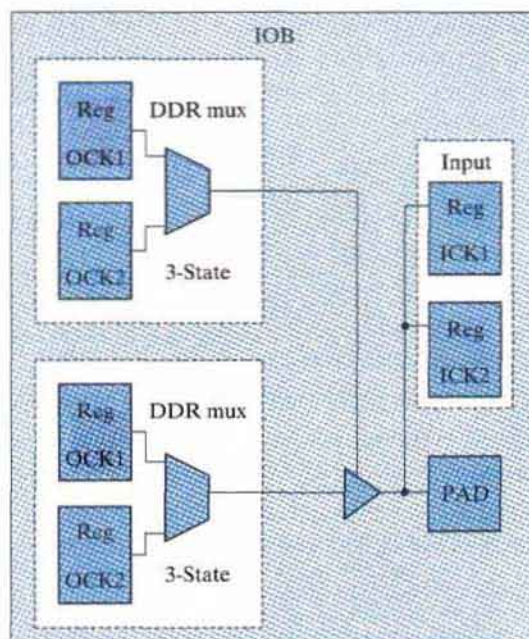 IOB
Reg
OCK1
DDR mux
Reg
OCK2
3-State
Input
Reg
ICK1
Reg
ICK2
Reg
OCK1
DDR mux
Reg
OCK2
3-State
PAD